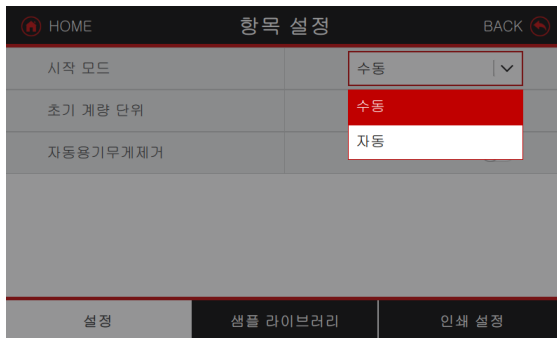 HOME 항목 설정 BACK
시작 모드 수동
수동
초기 계량 단위
자동
자동용기무게제거
설정 샘플 라이브러리 인쇄 설정